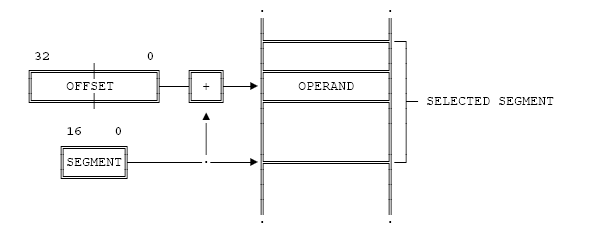 32 0
OFFSET
+
OPERAND
SELECTED SEGMENT
16 0
SEGMENT